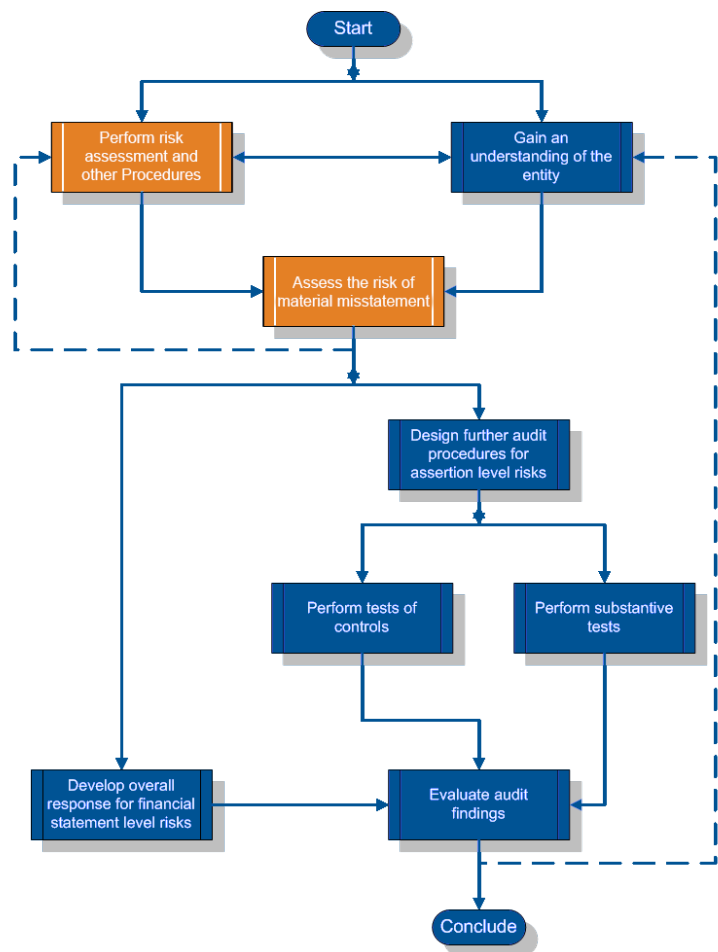 Start
Perform risk
assessment and
other Procedures
Gain an
understanding of the
entity
Assess the risk of
material misstatement
Design further audit
procedures for
assertion level risks
Perform tests of
controls
Perform substantive
tests
Develop overall
response for financial
statement level risks
Evaluate audit
findings
Conclude